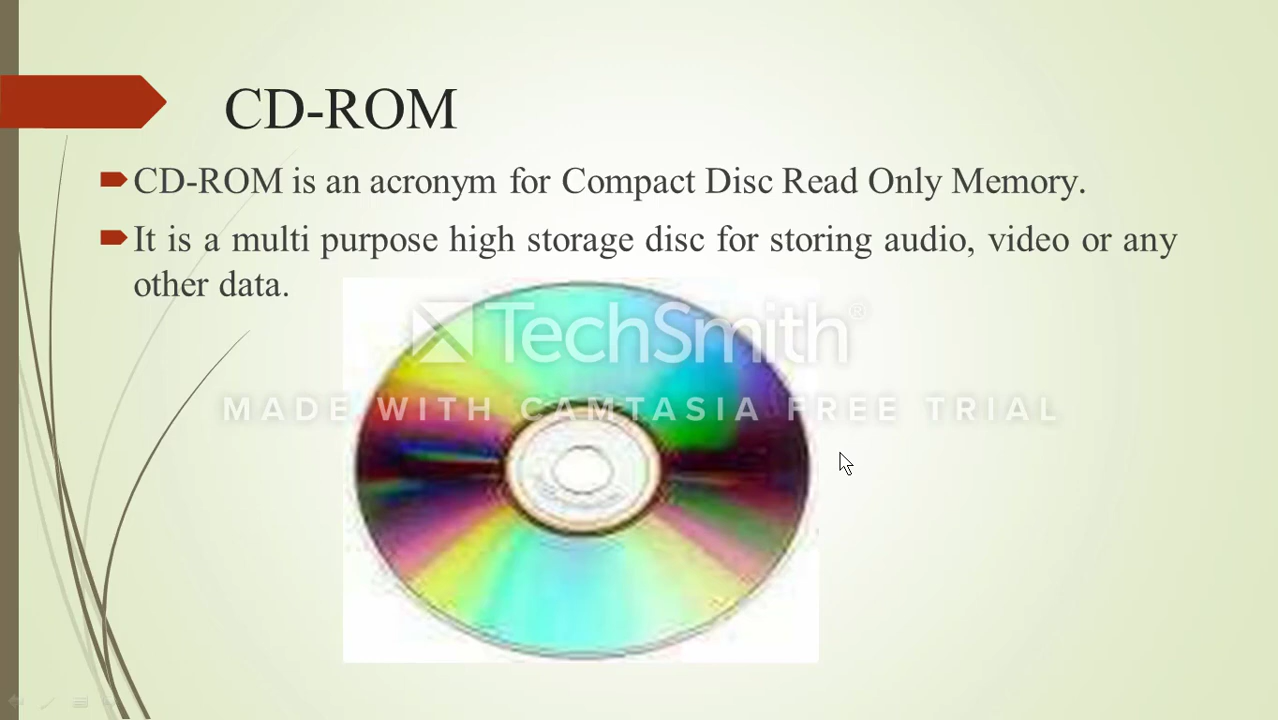 CD-ROM
CD-ROM is an acronym for Compact Disc Read Only Memory.
It is a multi purpose high storage disc for storing audio, video or any
other data.
TechSmith®
MADE WITH CAMTASIA FREE TRIAL